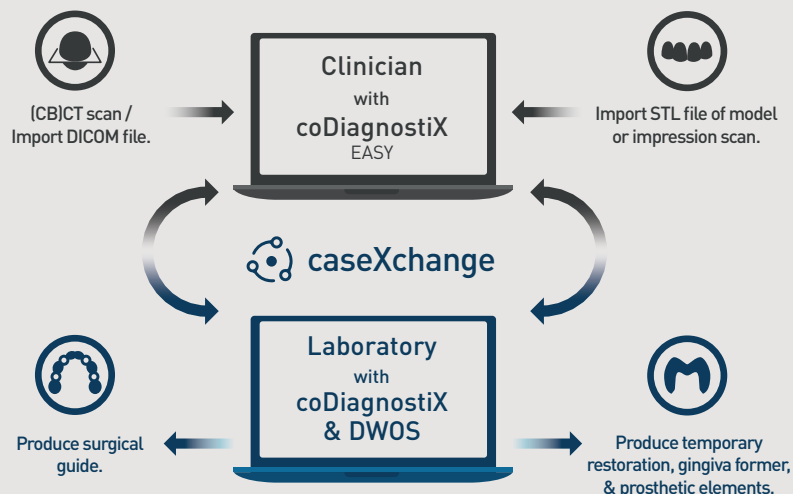 Clinician
with
coDiagnostiX
EASY
(CB)CT scan /
Import DICOM file.
Import STL file of model
or impression scan.
caseXchange
Laboratory
with
coDiagnostiX
& DWOS
Produce surgical
guide.
Produce temporary
restoration, gingiva former,
& prosthetic elements.